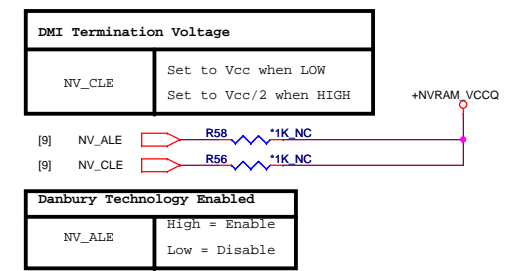 DMI Termination Voltage
NV_CLE
Set to Vcc when LOW
Set to Vcc/2 when HIGH
+NVRAM_VCCQ
[9] NV_ALE R58 *1K_NC
[9] NV_CLE R56 *1K_NC
Danbury Technology Enabled
NV_ALE
High = Enable
Low = Disable